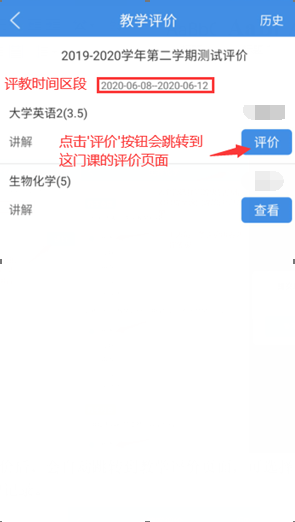 教学评价 历史
2019-2020学年第二学期测试评价
评教时间区段 2020-06-08--2020-06-12
大学英语2(3.5)
讲解 点击'评价'按钮会跳转到 评价
这门课的评价页面
生物化学(5)
讲解 查看